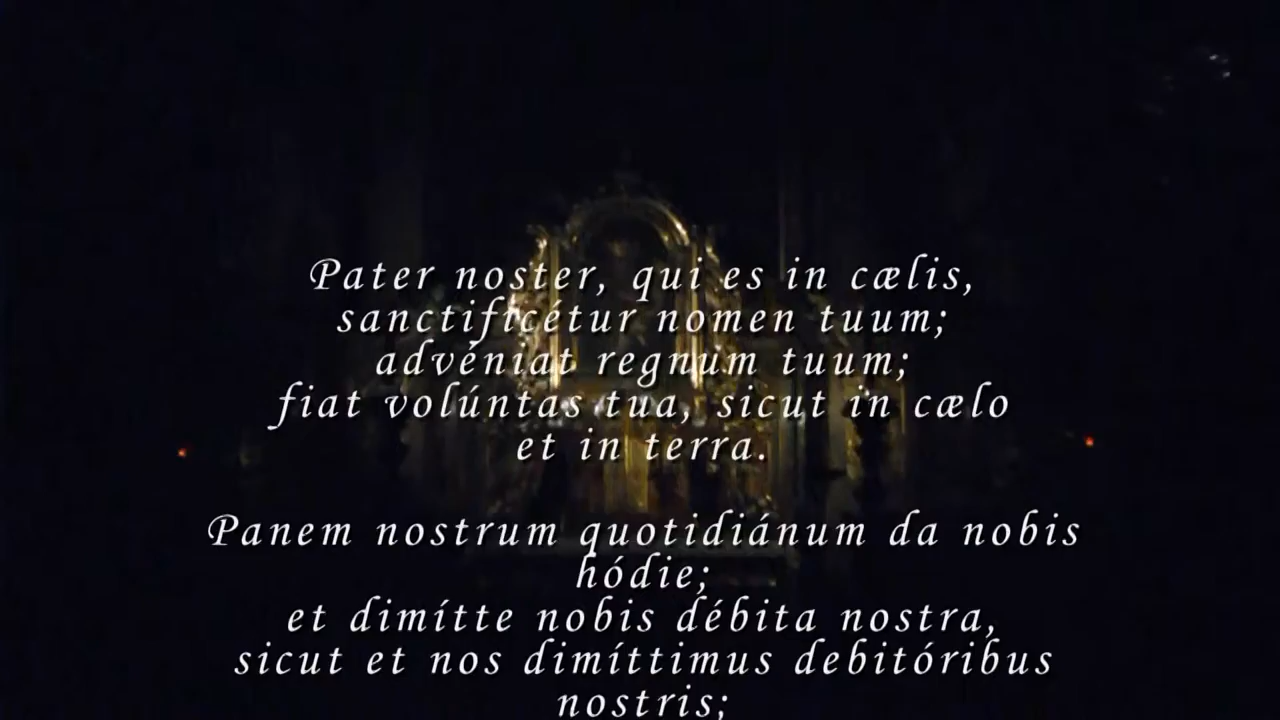 Pater noster, qui es in cælis,
sanctificétur nomen tuum;
advéniat regnum tuum;
fiat volúntas tua, sicut in cælo
et in terra.
Panem nostrum quotidiánum da nobis
hódie;
et dimítte nobis débita nostra,
sicut et nos dimíttimus debitóribus
nostris;